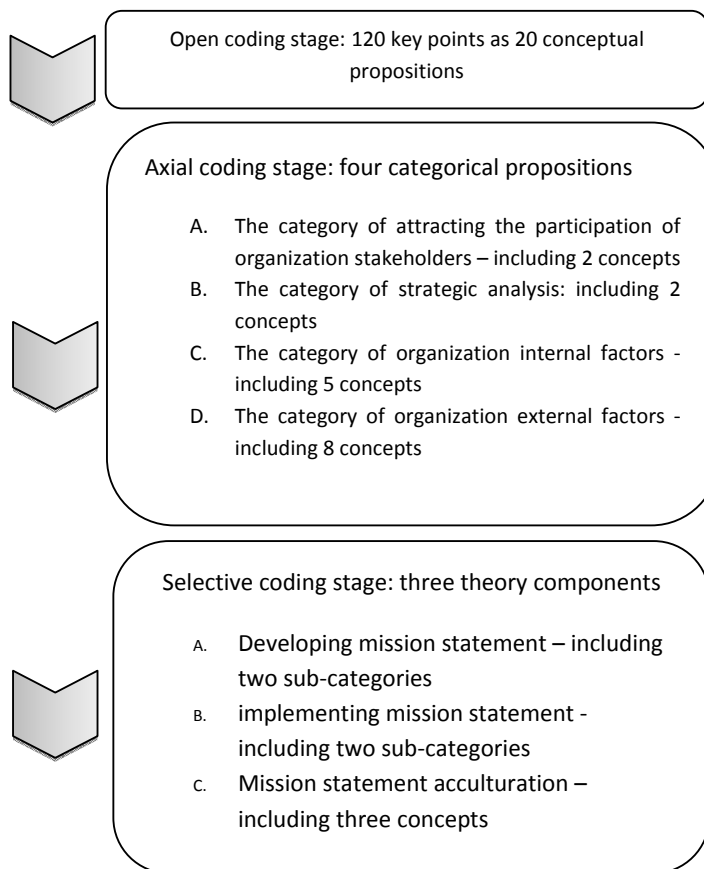 Open coding stage: 120 key points as 20 conceptual
propositions
Axial coding stage: four categorical propositions
A. The category of attracting the participation of
organization stakeholders – including 2 concepts
B. The category of strategic analysis: including 2
concepts
C. The category of organization internal factors -
including 5 concepts
D. The category of organization external factors -
including 8 concepts
Selective coding stage: three theory components
A. Developing mission statement – including
two sub-categories
B. implementing mission statement -
including two sub-categories
C. Mission statement acculturation –
including three concepts